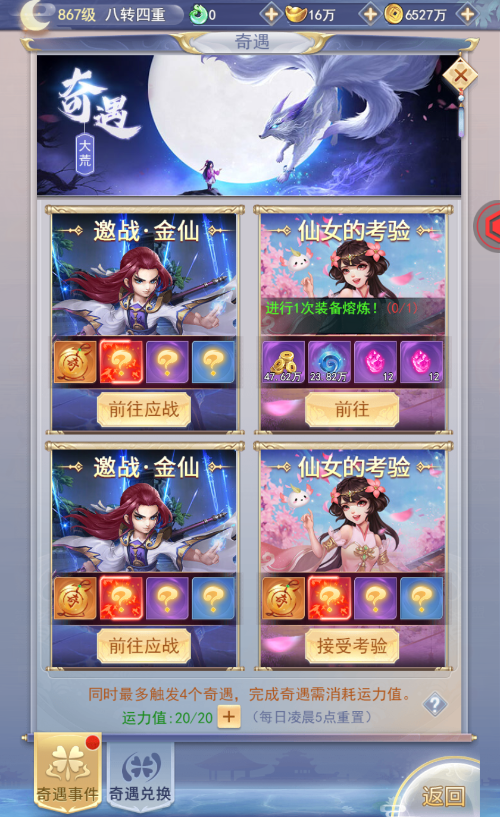 867级 八转四重
0
16万
6527万
奇遇
奇遇
大荒
邀战·金仙
仙女的考验
进行1次装备熔炼！(0/1)
47.62万
23.82万
12
12
前往应战
前往
邀战·金仙
仙女的考验
前往应战
接受考验
同时最多触发4个奇遇，完成奇遇需消耗运力值。
运力值:20/20
（每日凌晨5点重置）
奇遇事件
奇遇兑换
返回